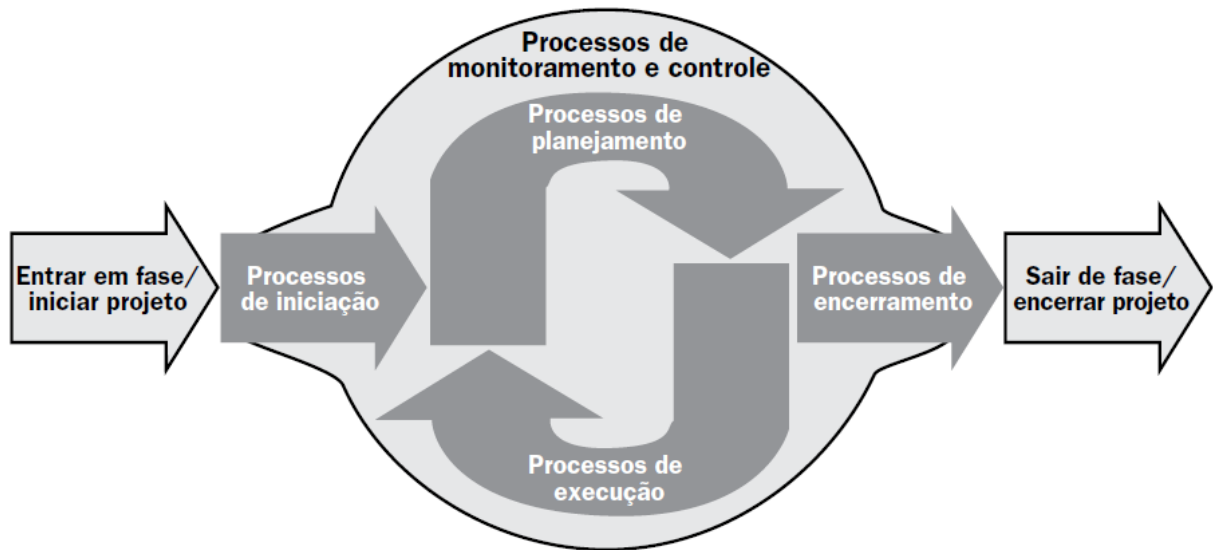 Processos de
monitoramento e controle
Processos de
planejamento
Entrar em fase/
iniciar projeto
Processos
de iniciação
Processos de
encerramento
Sair de fase/
encerrar projeto
Processos de
execução